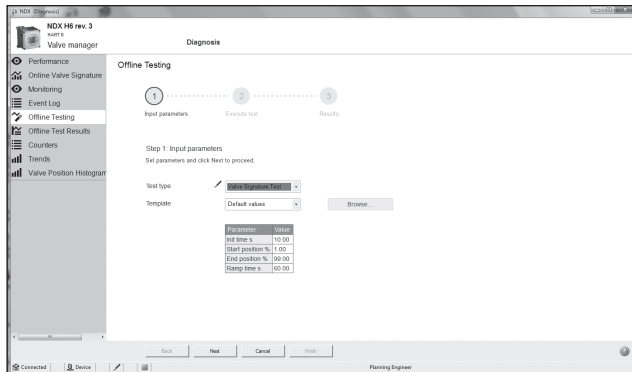 NDX (Diagnosis)
NDX H6 rev. 3
HART 6
Valve manager
Diagnosis
Performance
Online Valve Signature
Monitoring
Event Log
Offline Testing
Offline Test Results
Counters
Trends
Valve Position Histogram
Offline Testing
1 2 3
Input parameters Execute test Results
Step 1: Input parameters
Set parameters and click Next to proceed.
Test type Valve Signature Test
Template Default values Browse...
Parameter Value
Init time s 10.00
Start position % 1.00
End position % 99.00
Ramp time s 60.00
Back Next Cancel Finish
Connected Device Planning Engineer